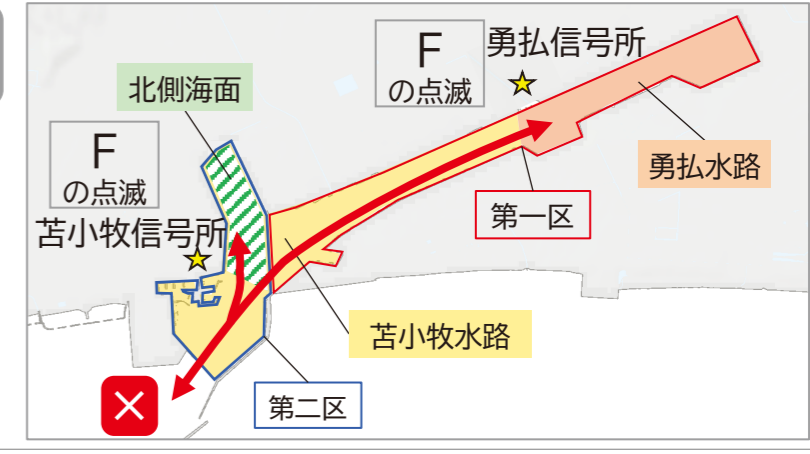 F
の点滅
勇払信号所
北側海面
F
の点滅
苫小牧信号所
勇払水路
第一区
苫小牧水路
第二区